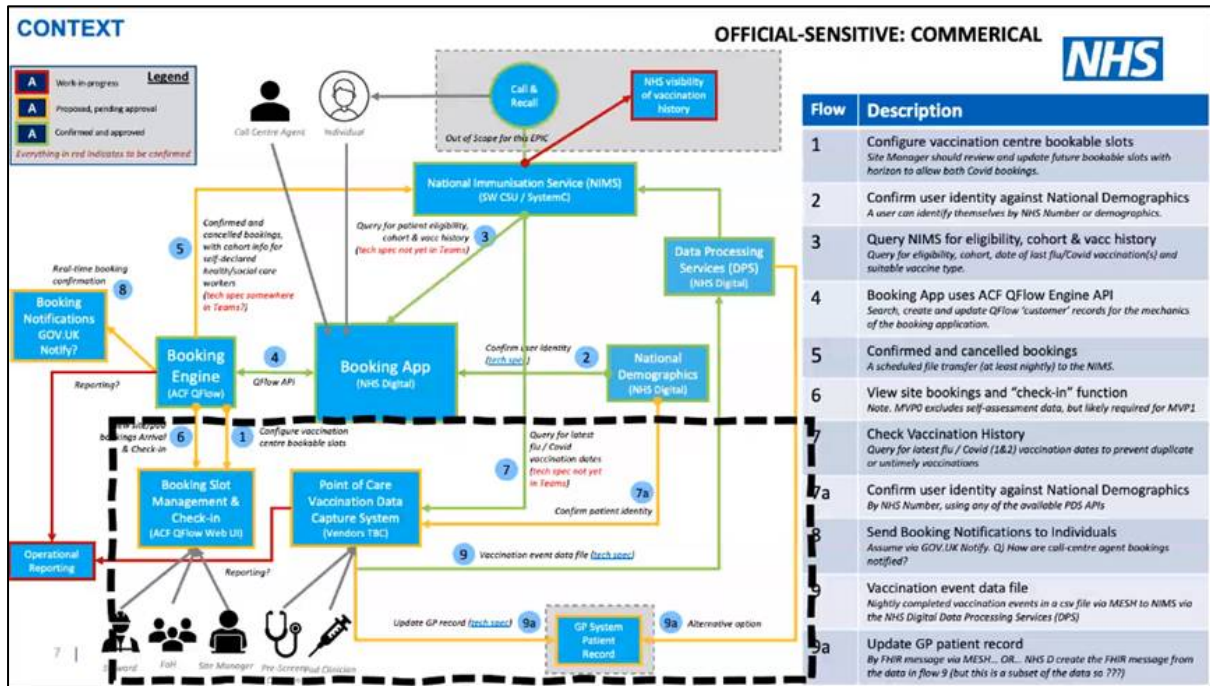 CONTEXT
OFFICIAL-SENSITIVE: COMMERICAL
NHS
Legend
A Work-in-progress
A Proposed, pending approval
A Confirmed and approved
Everything in red indicates to be confirmed
Call Centre Agent
Individual
Call &
Recall
NHS visibility
of vaccination
history
Out of Scope for this EPIC
National Immunisation Service (NIMS)
(SW CSU / SystemC)
5
Confirmed and
cancelled bookings,
with cohort info for
self-declared
health/social care
workers
(tech spec somewhere
in Teams?)
Query for patient eligibility,
cohort & vacc history
(tech spec not yet in Teams)
3
Data Processing
Services (DPS)
(NHS Digital)
Real-time booking
confirmation
8
Booking
Notifications
GOV.UK
Notify?
Booking
Engine
(ACF QFlow)
4
QFlow API
Booking App
(NHS Digital)
Confirm user identity
(tech spec)
2
National
Demographics
(NHS Digital)
Reporting?
bookings Arrival
& Check-in
6
1
Configure vaccination
centre bookable slots
Query for latest
flu / Covid
vaccination dates
(tech spec not yet
in Teams)
7
7a
Confirm patient identity
Booking Slot
Management &
Check-in
(ACF QFlow Web UI)
Point of Care
Vaccination Data
Capture System
(Vendors TBC)
9
Vaccination event data file (tech spec)
Operational
Reporting
Reporting?
Update GP record (tech spec)
9a
GP System
Patient
Record
9a
Alternative option
7
FoH
Site Manager
Pre-Screen
Pod Clinician
Flow Description
1 Configure vaccination centre bookable slots
Site Manager should review and update future bookable slots with
horizon to allow both Covid bookings.
2 Confirm user identity against National Demographics
A user can identify themselves by NHS Number or demographics.
3 Query NIMS for eligibility, cohort & vacc history
Query for eligibility, cohort, date of last flu/Covid vaccination(s) and
suitable vaccine type.
4 Booking App uses ACF QFlow Engine API
Search, create and update QFlow 'customer' records for the mechanics
of the booking application.
5 Confirmed and cancelled bookings
A scheduled file transfer (at least nightly) to the NIMS.
6 View site bookings and "check-in" function
Note. MVP0 excludes self-assessment data, but likely required for MVP1
7 Check Vaccination History
Query for latest flu / Covid (1&2) vaccination dates to prevent duplicate
or untimely vaccinations
7a Confirm user identity against National Demographics
By NHS Number, using any of the available PDS APIs
8 Send Booking Notifications to Individuals
Assume via GOV.UK Notify. Q) How are call-centre agent bookings
notified?
9 Vaccination event data file
Nightly completed vaccination events in a csv file via MESH to NIMS via
the NHS Digital Data Processing Services (DPS)
9a Update GP patient record
By FHIR message via MESH... OR... NHS D create the FHIR message from
the data in flow 9 (but this is a subset of the data so ???)